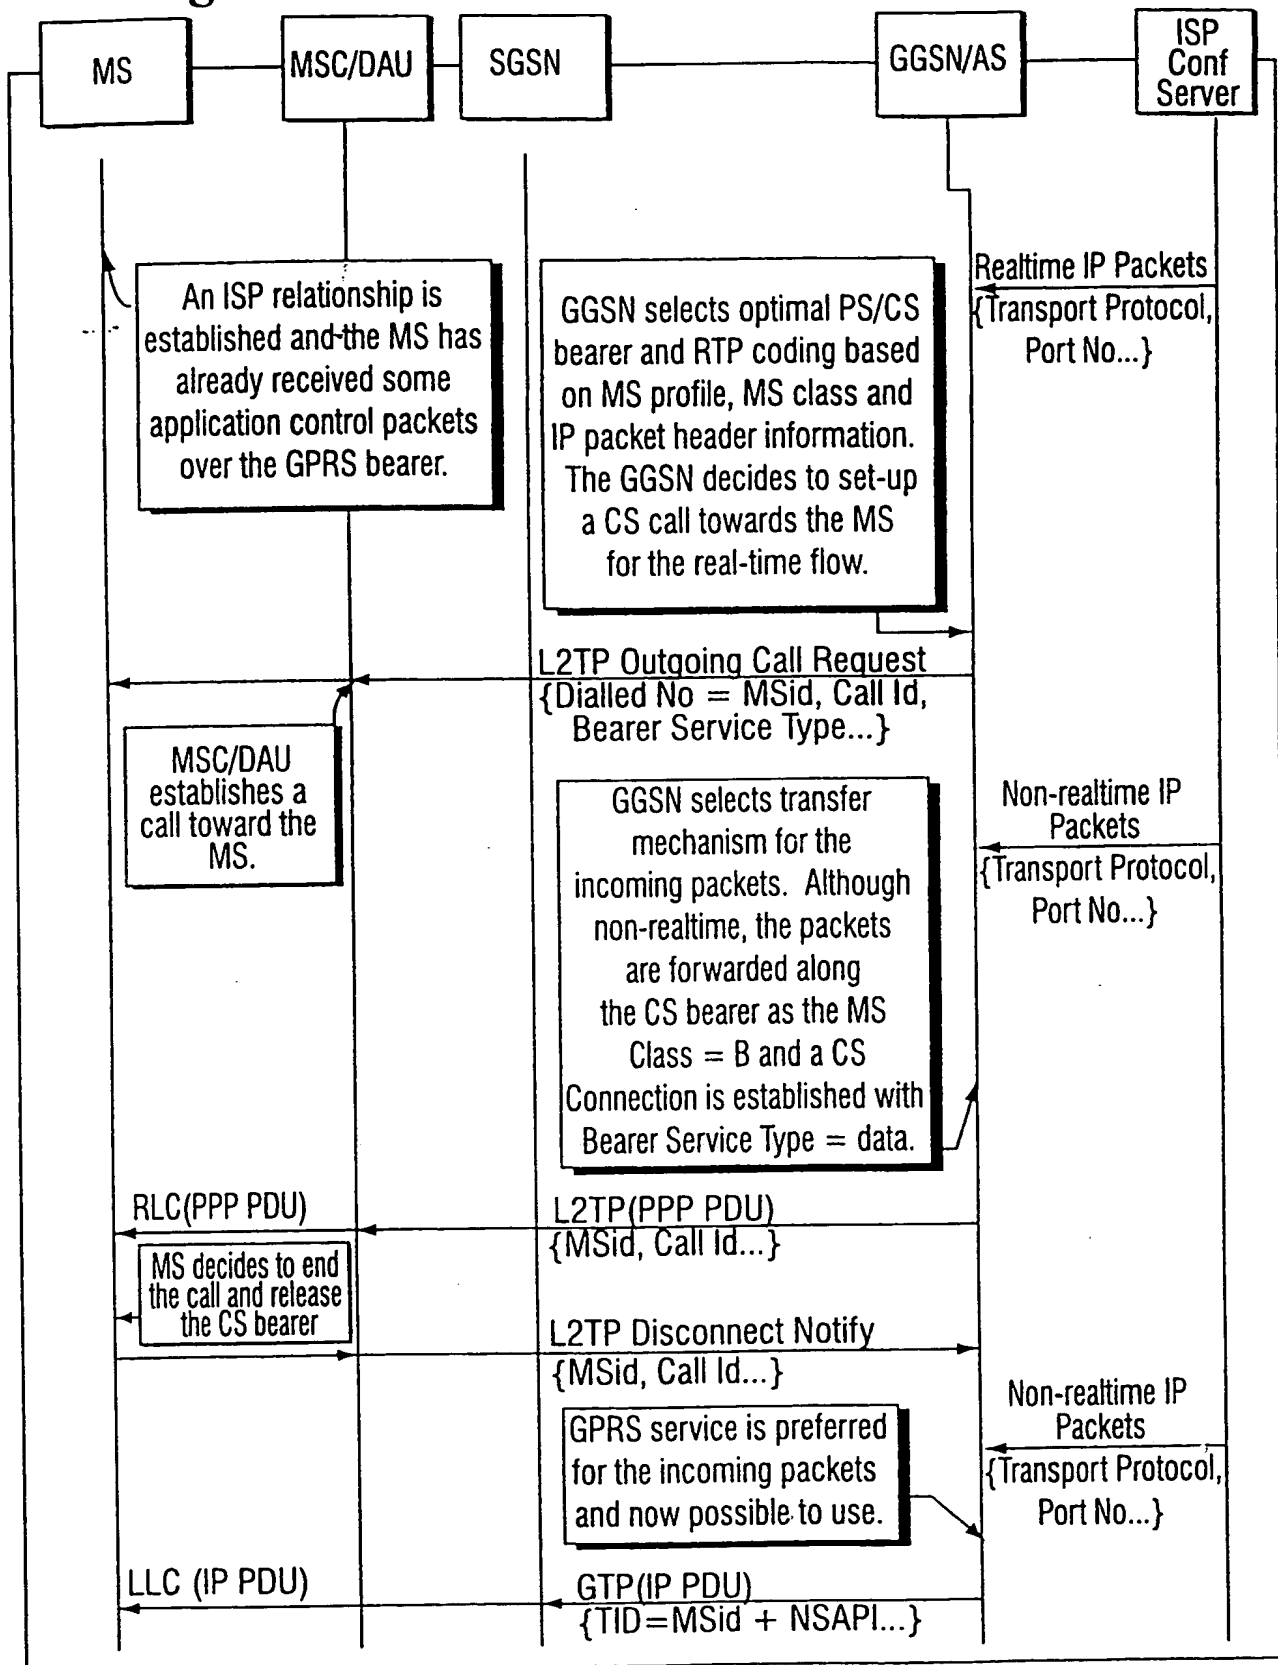 MS
MSC/DAU
SGSN
GGSN/AS
ISP
Conf
Server
An ISP relationship is
established and the MS has
already received some
application control packets
over the GPRS bearer.
GGSN selects optimal PS/CS
bearer and RTP coding based
on MS profile, MS class and
IP packet header information.
The GGSN decides to set-up
a CS call towards the MS
for the real-time flow.
Realtime IP Packets
{Transport Protocol,
Port No...}
L2TP Outgoing Call Request
{Dialled No = MSid, Call Id,
Bearer Service Type...}
MSC/DAU
establishes a
call toward the
MS.
GGSN selects transfer
mechanism for the
incoming packets. Although
non-realtime, the packets
are forwarded along
the CS bearer as the MS
Class = B and a CS
Connection is established with
Bearer Service Type = data.
Non-realtime IP
Packets
{Transport Protocol,
Port No...}
RLC(PPP PDU)
L2TP(PPP PDU)
{MSid, Call Id...}
MS decides to end
the call and release
the CS bearer
L2TP Disconnect Notify
{MSid, Call Id...}
GPRS service is preferred
for the incoming packets
and now possible to use.
Non-realtime IP
Packets
{Transport Protocol,
Port No...}
LLC (IP PDU)
GTP(IP PDU)
{TID=MSid + NSAPI...}